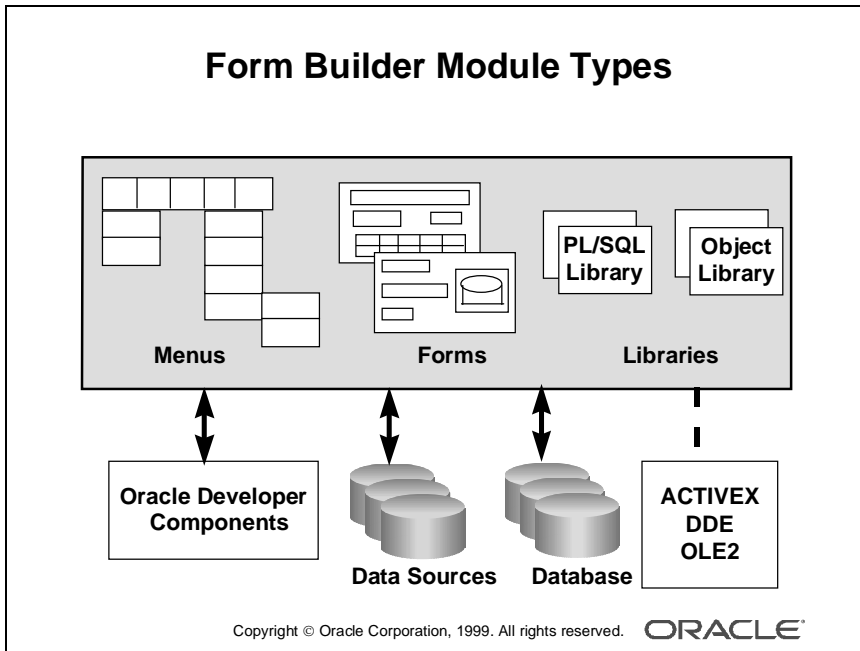 Form Builder Module Types
PL/SQL
Library
Object
Library
Menus
Forms
Libraries
Oracle Developer
Components
Data Sources
Database
ACTIVEX
DDE
OLE2
Copyright © Oracle Corporation, 1999. All rights reserved.
ORACLE®